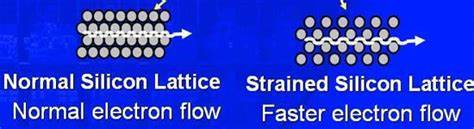 Normal Silicon Lattice
Normal electron flow
Strained Silicon Lattice
Faster electron flow